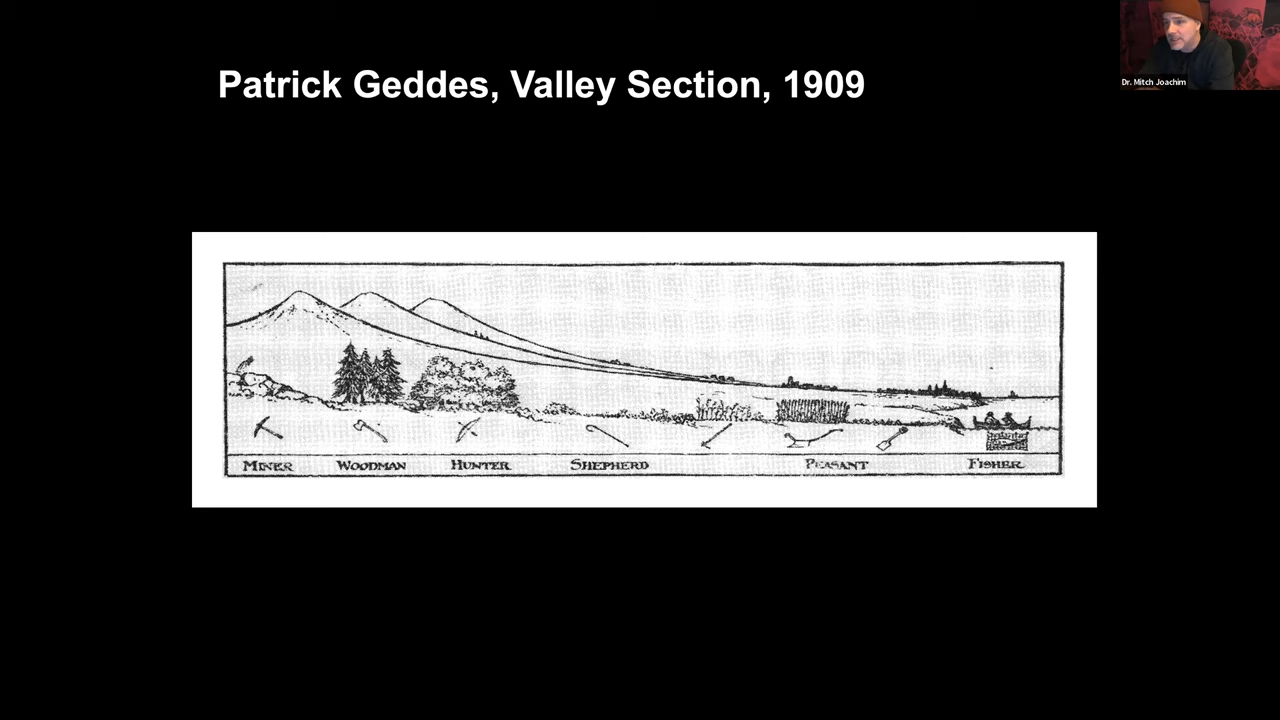 Patrick Geddes, Valley Section, 1909
Dr. Mitch Joachim
MINER WOODMAN HUNTER SHEPHERD PEASANT FISHER